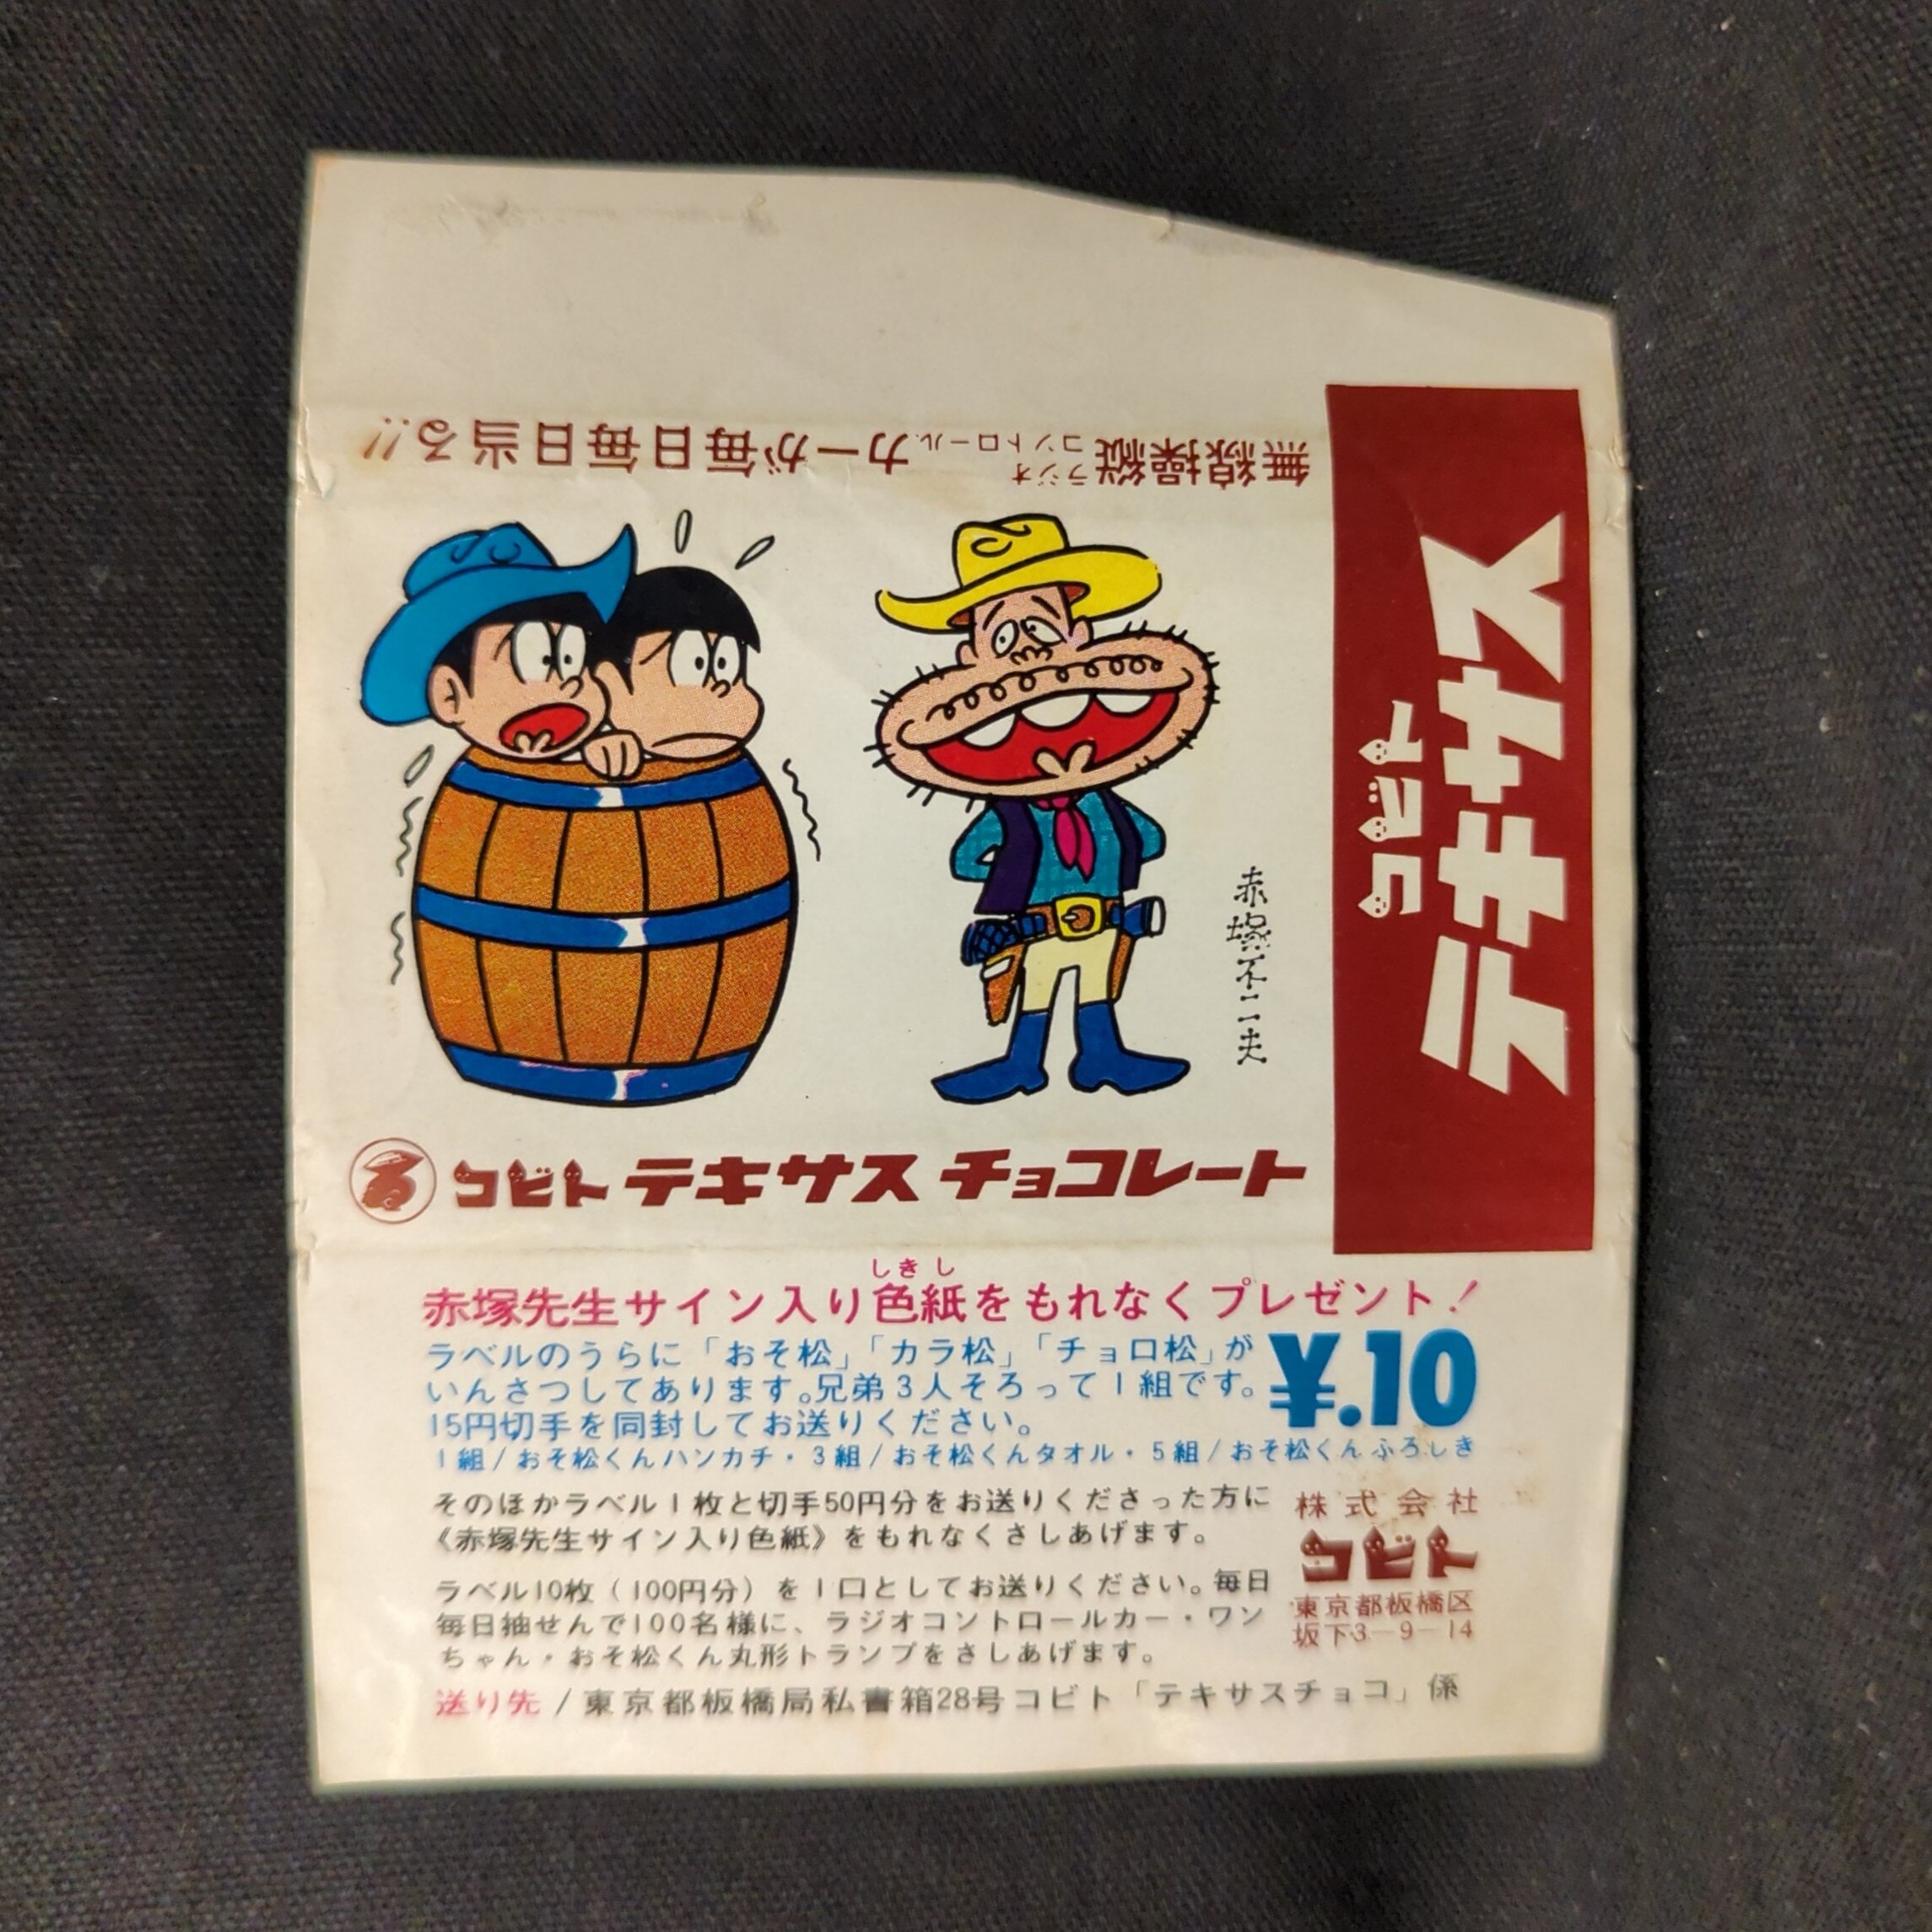 無線操縦ラジオコントロールカーが毎日毎日当る!!
コビト
テキサス
赤塚不二夫
る
コビト テキサス チョコレート
しきし
赤塚先生サイン入り色紙をもれなくプレゼント!
ラベルのうらに「おそ松」「カラ松」「チョロ松」が
いんさつしてあります。兄弟3人そろって1組です。
15円切手を同封してお送りください。
¥.10
1組/おそ松くんハンカチ・3組/おそ松くんタオル・5組/おそ松くんふろしき
そのほかラベル1枚と切手50円分をお送りくださった方に
《赤塚先生サイン入り色紙》をもれなくさしあげます。
ラベル10枚(100円分)を1口としてお送りください。毎日
毎日抽せんで100名様に、ラジオコントロールカー・ワン
ちゃん・おそ松くん丸形トランプをさしあげます。
株式会社
コビト
東京都板橋区
坂下3-9-14
送り先/東京都板橋局私書箱28号コビト「テキサスチョコ」係